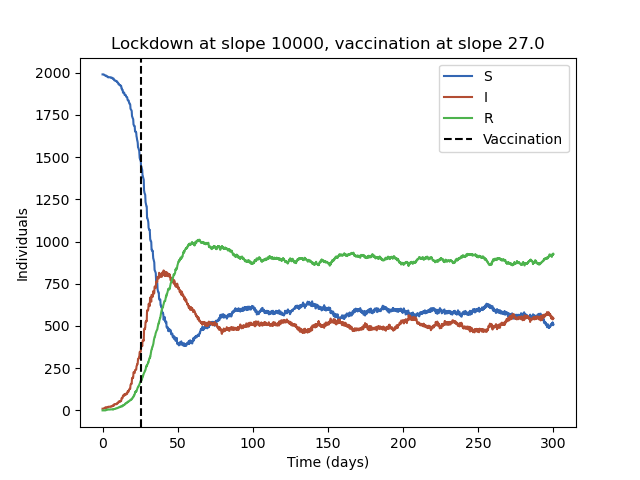 Lockdown at slope 10000, vaccination at slope 27.0
S
I
R
Vaccination
2000
1750
1500
1250
1000
750
500
250
0
Individuals
0 50 100 150 200 250 300
Time (days)